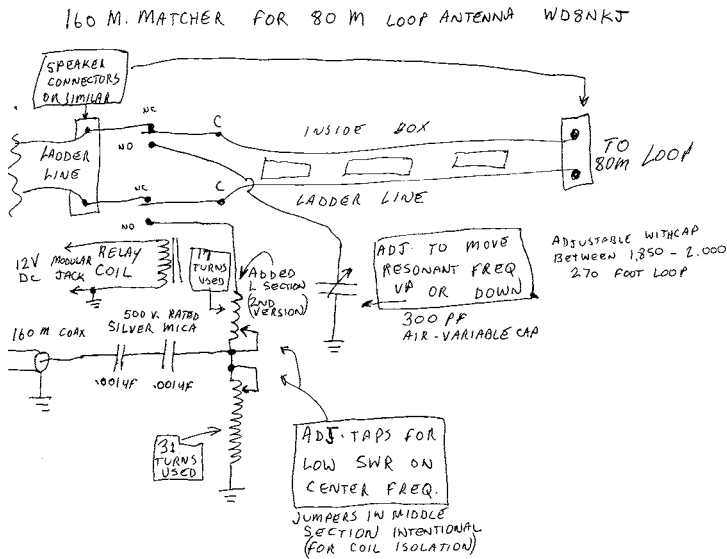 160 M. MATCHER FOR 80 M LOOP ANTENNA WD8NKJ
SPEAKER
CONNECTORS
OR SIMILAR
NC
C
INSIDE BOX
NO
LADDER
LINE
TO
80M LOOP
NC
C
LADDER LINE
NO
12V
DC
MODULAR
JACK
RELAY
COIL
17
TURNS
USED
ADDED
L SECTION
(2ND
VERSION)
ADJ. TO MOVE
RESONANT FREQ
UP OR DOWN
ADJUSTABLE WITH CAP
BETWEEN 1,850 - 2,000
270 FOOT LOOP
300 PF
AIR-VARIABLE CAP
160 M COAX
500 V. RATED
SILVER MICA
.001UF
.001UF
31
TURNS
USED
ADJ. TAPS FOR
LOW SWR ON
CENTER FREQ.
JUMPERS IN MIDDLE
SECTION INTENTIONAL
(FOR COIL ISOLATION)